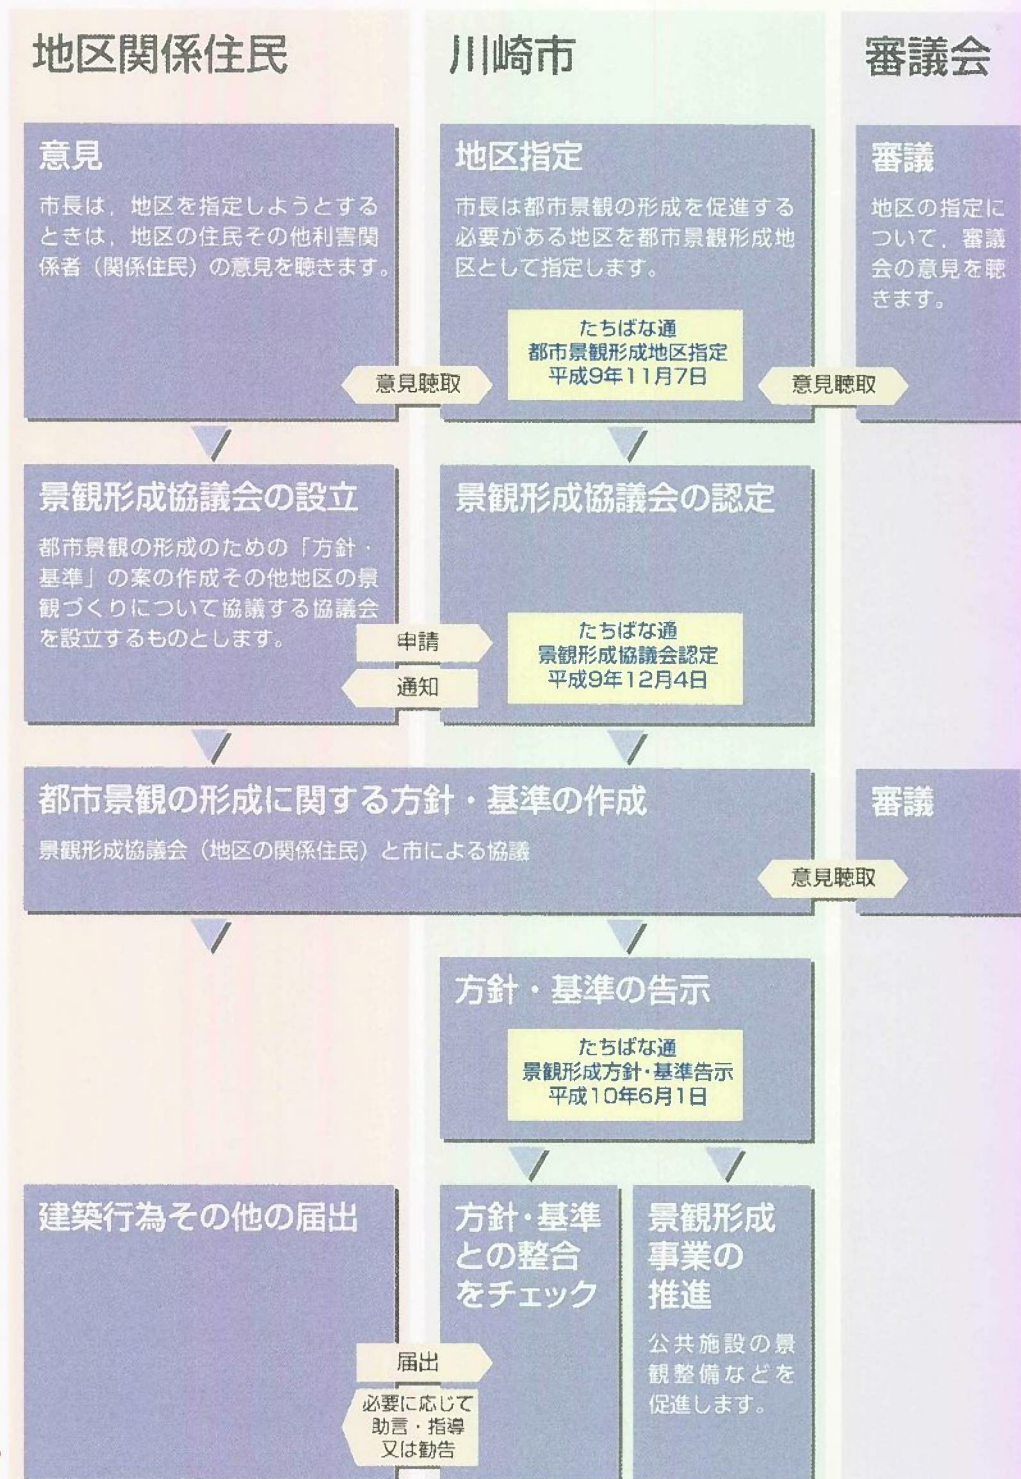 地区関係住民
川崎市
審議会
意見
市長は，地区を指定しようとする
ときは，地区の住民その他利害関
係者（関係住民）の意見を聴きます。
地区指定
市長は都市景観の形成を促進する
必要がある地区を都市景観形成地
区として指定します。
たちばな通
都市景観形成地区指定
平成9年11月7日
審議
地区の指定に
ついて，審議
会の意見を聴
きます。
意見聴取
意見聴取
景観形成協議会の設立
都市景観の形成のための「方針・
基準」の案の作成その他地区の景
観づくりについて協議する協議会
を設立するものとします。
申請
通知
景観形成協議会の認定
たちばな通
景観形成協議会認定
平成9年12月4日
都市景観の形成に関する方針・基準の作成
景観形成協議会（地区の関係住民）と市による協議
意見聴取
審議
方針・基準の告示
たちばな通
景観形成方針・基準告示
平成10年6月1日
建築行為その他の届出
届出
必要に応じて
助言・指導
又は勧告
方針・基準
との整合
をチェック
景観形成
事業の
推進
公共施設の景
観整備などを
促進します。